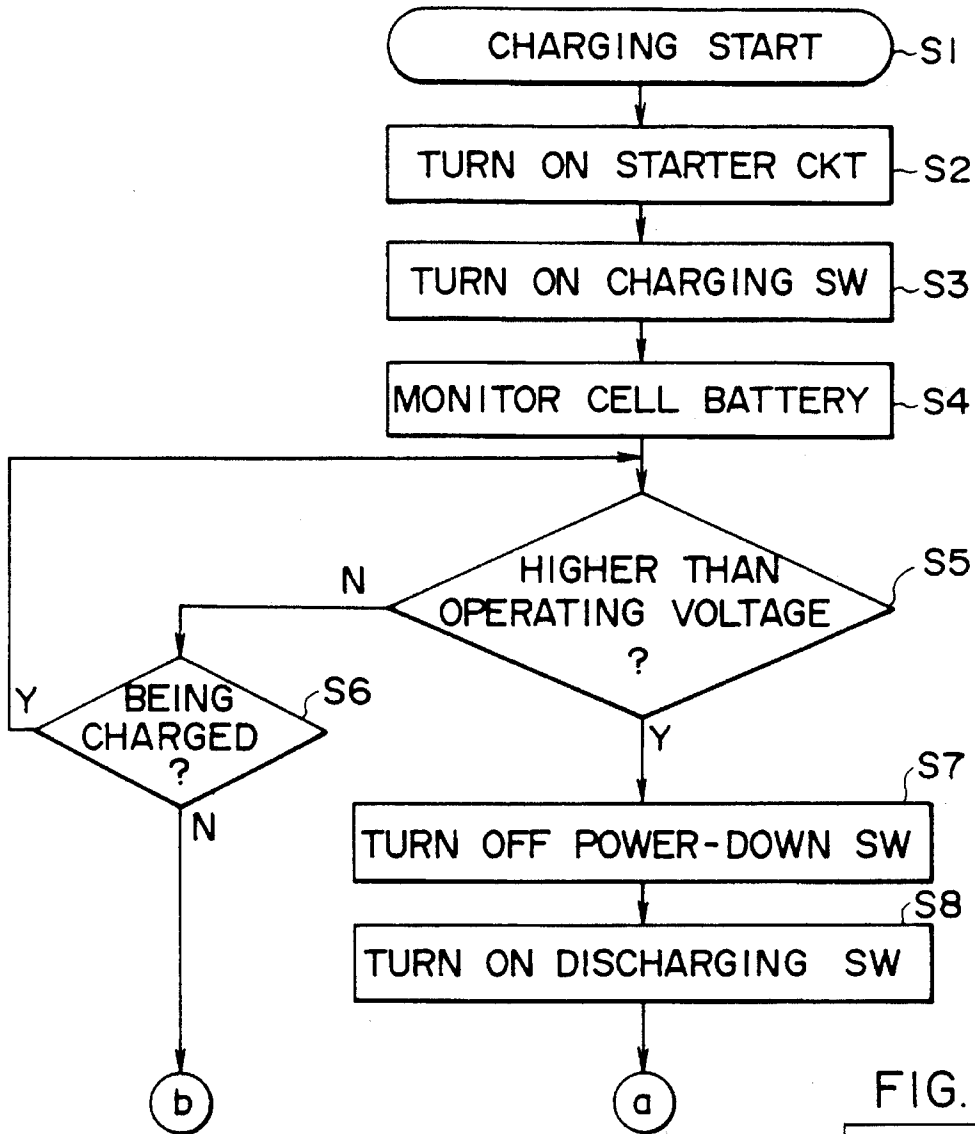 CHARGING START
S1
TURN ON STARTER CKT
S2
TURN ON CHARGING SW
S3
MONITOR CELL BATTERY
S4
HIGHER THAN
OPERATING VOLTAGE
?
S5
N
Y
BEING
CHARGED
?
S6
Y
N
S7
TURN OFF POWER-DOWN SW
S8
TURN ON DISCHARGING SW
b
a
FIG.